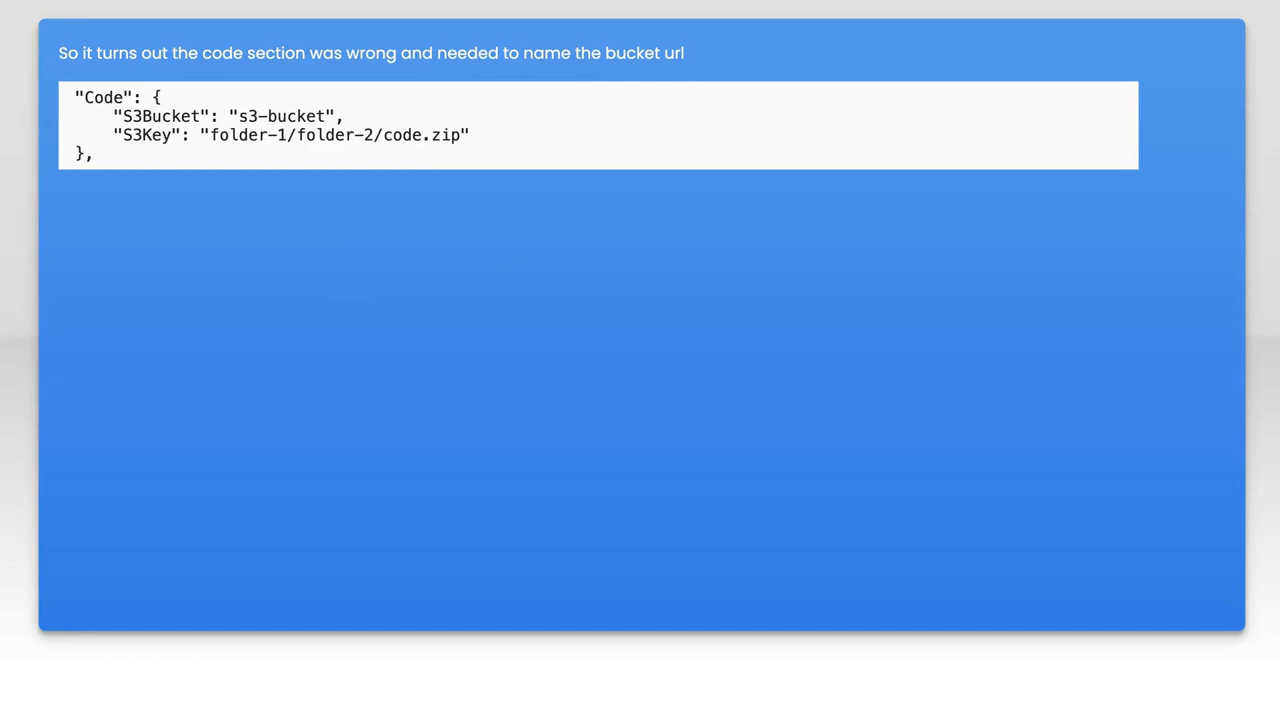 So it turns out the code section was wrong and needed to name the bucket url
"Code": {
    "S3Bucket": "s3-bucket",
    "S3Key": "folder-1/folder-2/code.zip"
},